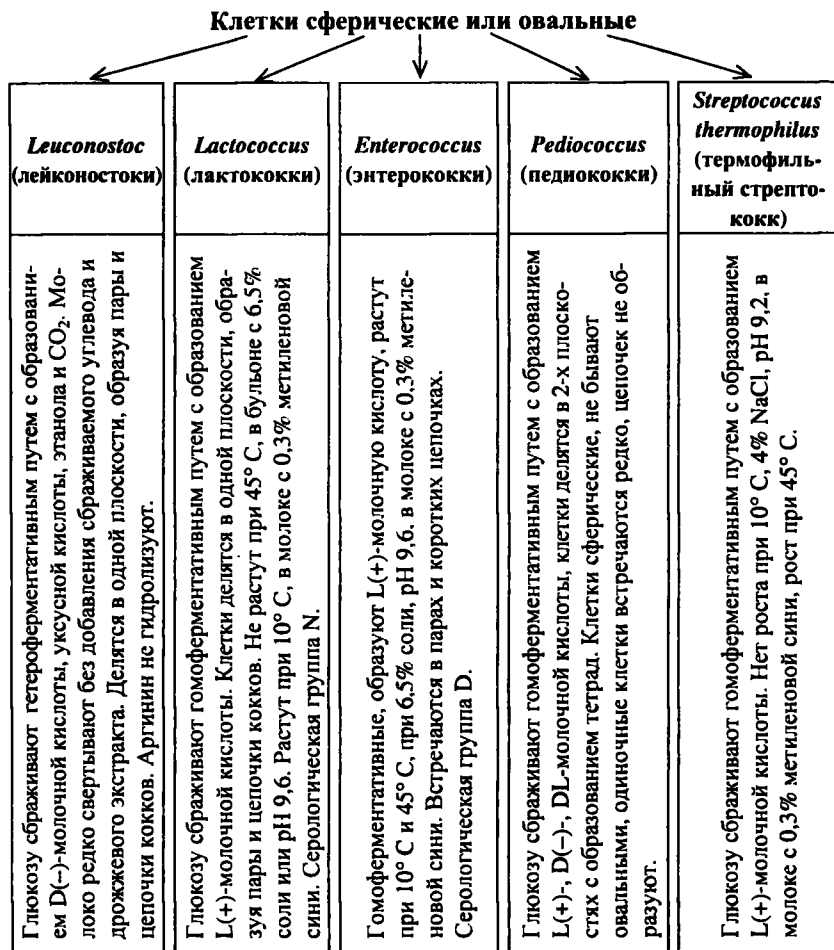 Клетки сферические или овальные
Leuconostoc
(лейконостоки)
Lactococcus
(лактококки)
Enterococcus
(энтерококки)
Pediococcus
(педиококки)
Streptococcus
thermophilus
(термофиль-
ный стрепто-
кокк)
Глюкозу сбраживают гетероферментативным путем с образовани-
ем D(−)-молочной кислоты, уксусной кислоты, этанола и CO₂. Мо-
локо редко свертывают без добавления сбраживаемого углевода и
дрожжевого экстракта. Делятся в одной плоскости, образуя пары и
цепочки кокков. Аргинин не гидролизуют.
Глюкозу сбраживают гомоферментативным путем с образованием
L(+)-молочной кислоты. Клетки делятся в одной плоскости, обра-
зуя пары и цепочки кокков. Не растут при 45° С, в бульоне с 6,5%
соли или рН 9,6. Растут при 10° С, в молоке с 0,3% метиленовой
сини. Серологическая группа N.
Гомоферментативные, образуют L(+)-молочную кислоту, растут
при 10° С и 45° С, при 6,5% соли, рН 9,6. в молоке с 0,3% метиле-
новой сини. Встречаются в парах и коротких цепочках.
Серологическая группа D.
Глюкозу сбраживают гомоферментативным путем с образованием
L(+)-, D(−)-, DL-молочной кислоты, клетки делятся в 2-х плоско-
стях с образованием тетрад. Клетки сферические, не бывают
овальными, одиночные клетки встречаются редко, цепочек не об-
разуют.
Глюкозу сбраживают гомоферментативным путем с образованием
L(+)-молочной кислоты. Нет роста при 10° С, 4% NaCl, рН 9,2, в
молоке с 0,3% метиленовой сини, рост при 45° С.